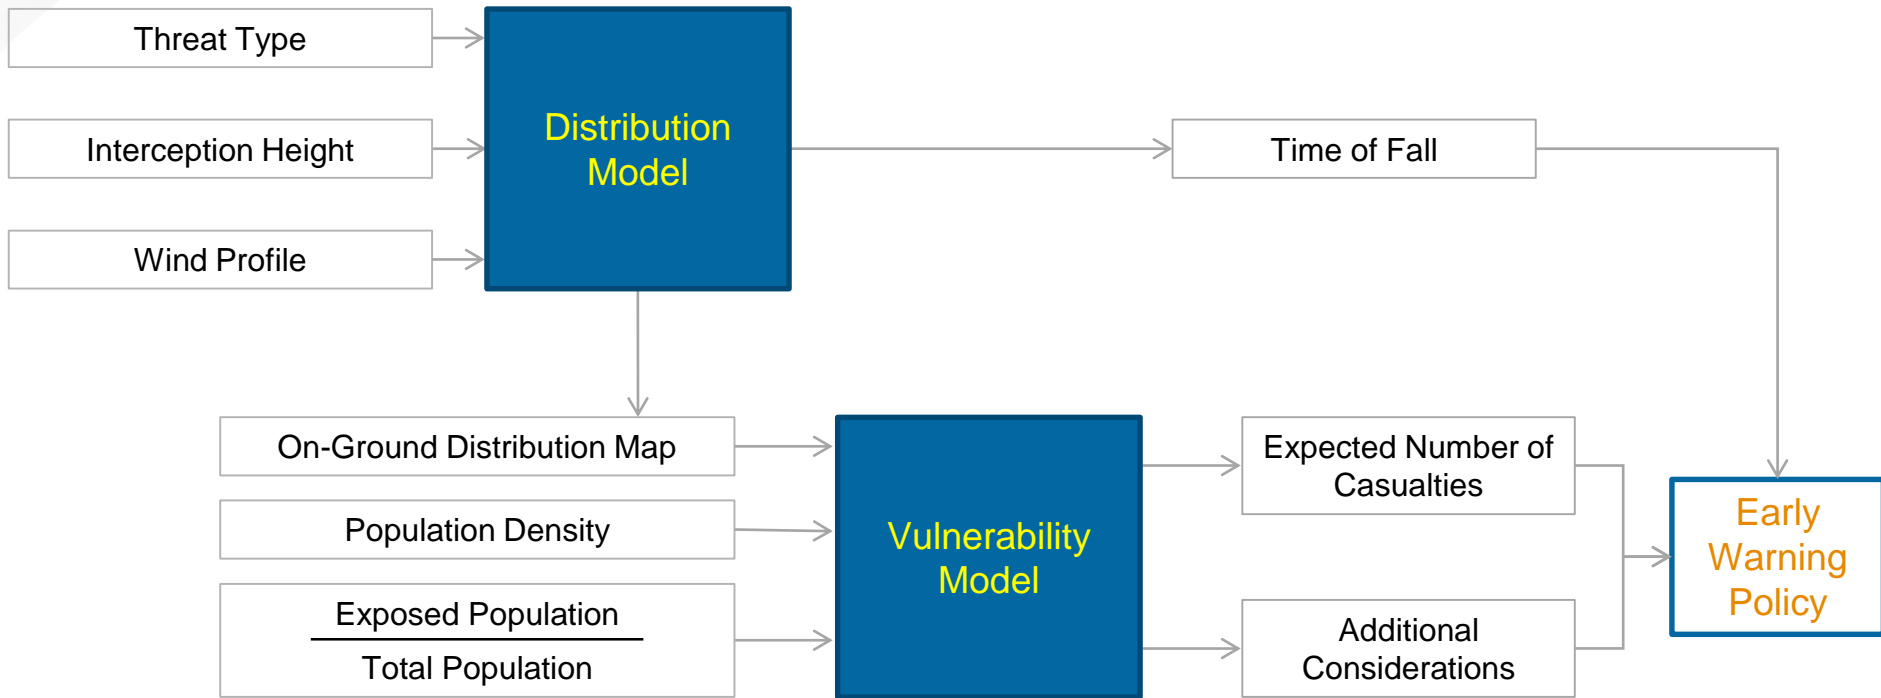 Threat Type
Interception Height
Wind Profile
Distribution
Model
Time of Fall
On-Ground Distribution Map
Population Density
Exposed Population
Total Population
Vulnerability
Model
Expected Number of
Casualties
Additional
Considerations
Early
Warning
Policy